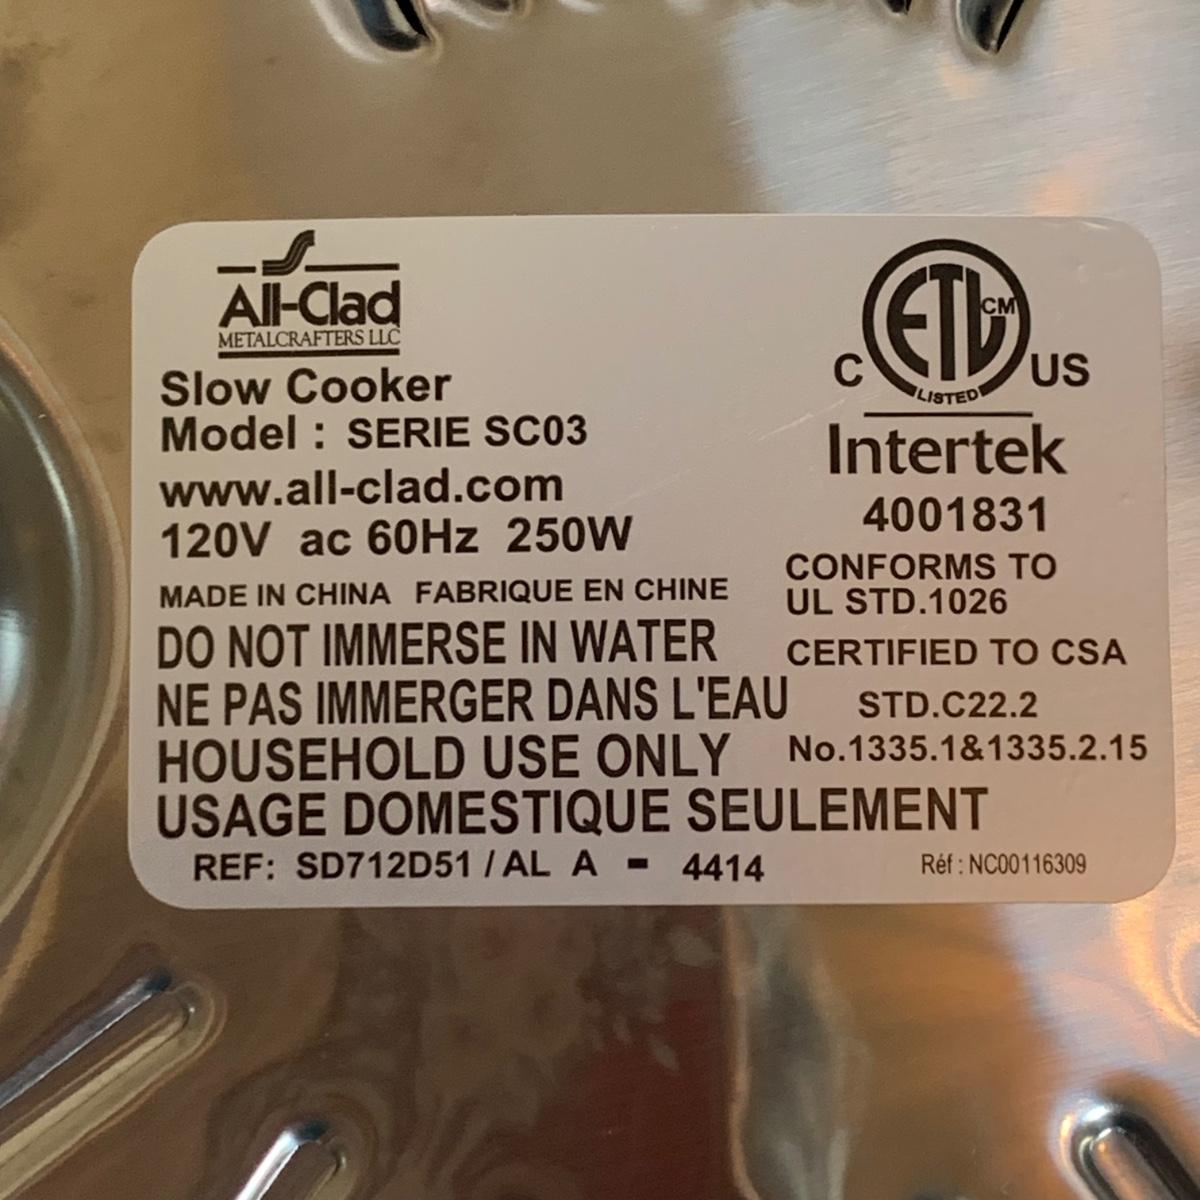 All-Clad
METALCRAFTERS LLC
Slow Cooker
Model : SERIE SC03
www.all-clad.com
120V ac 60Hz 250W
MADE IN CHINA FABRIQUE EN CHINE
DO NOT IMMERSE IN WATER
NE PAS IMMERGER DANS L'EAU
HOUSEHOLD USE ONLY
USAGE DOMESTIQUE SEULEMENT
REF: SD712D51 / AL A - 4414
ETL CM
C US
LISTED
Intertek
4001831
CONFORMS TO
UL STD.1026
CERTIFIED TO CSA
STD.C22.2
No.1335.1&1335.2.15
Réf : NC00116309